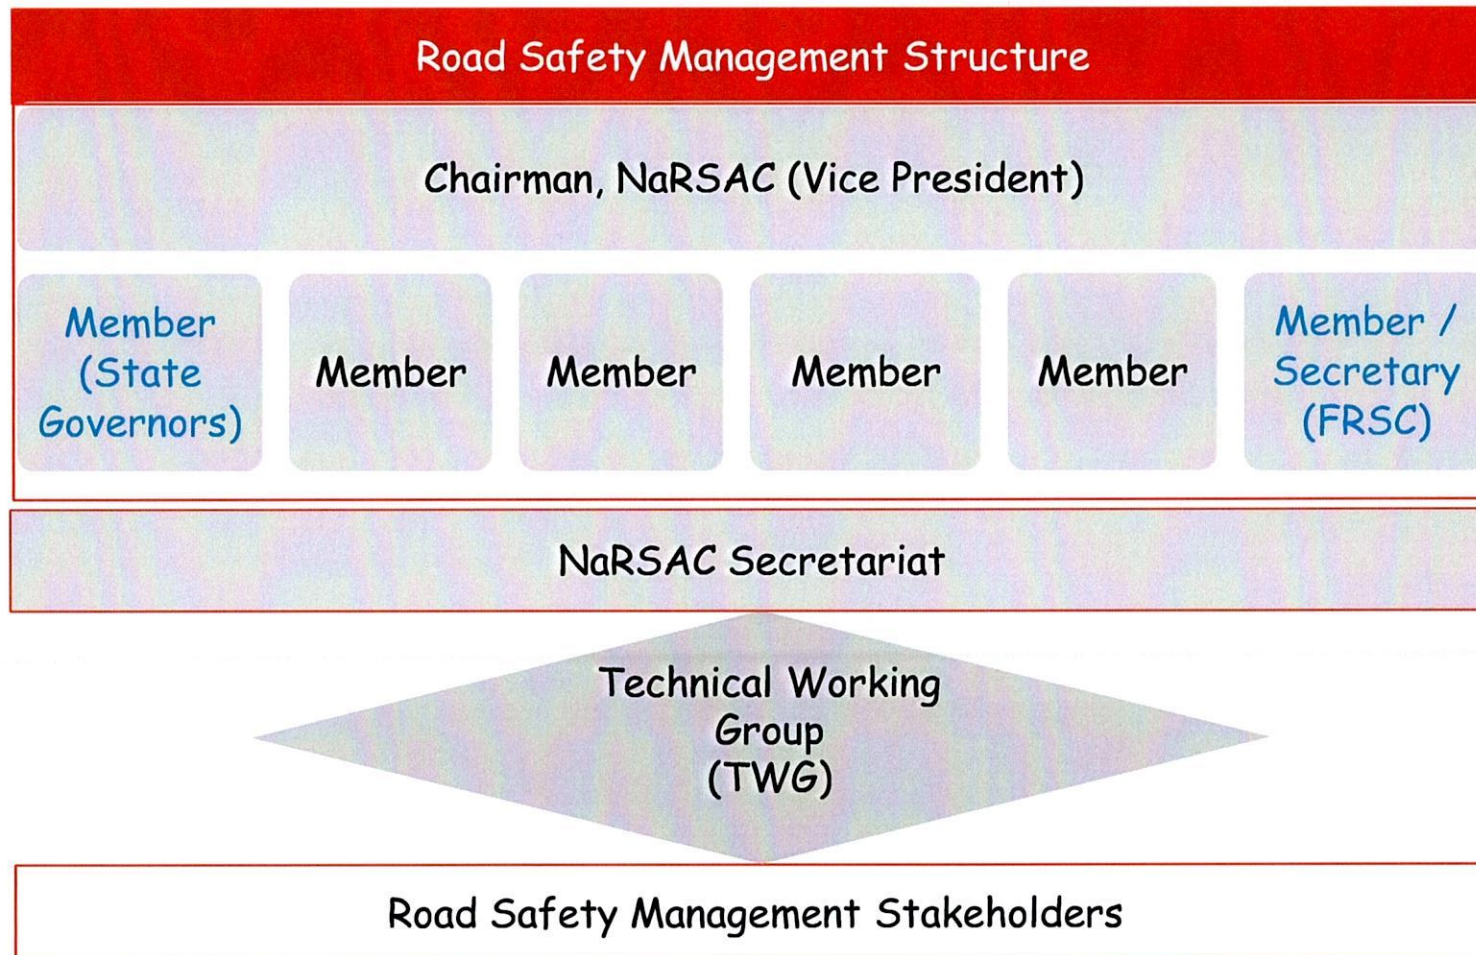 Road Safety Management Structure
Chairman, NaRSAC (Vice President)
Member
(State
Governors)
Member
Member
Member
Member
Member /
Secretary
(FRSC)
NaRSAC Secretariat
Technical Working
Group
(TWG)
Road Safety Management Stakeholders